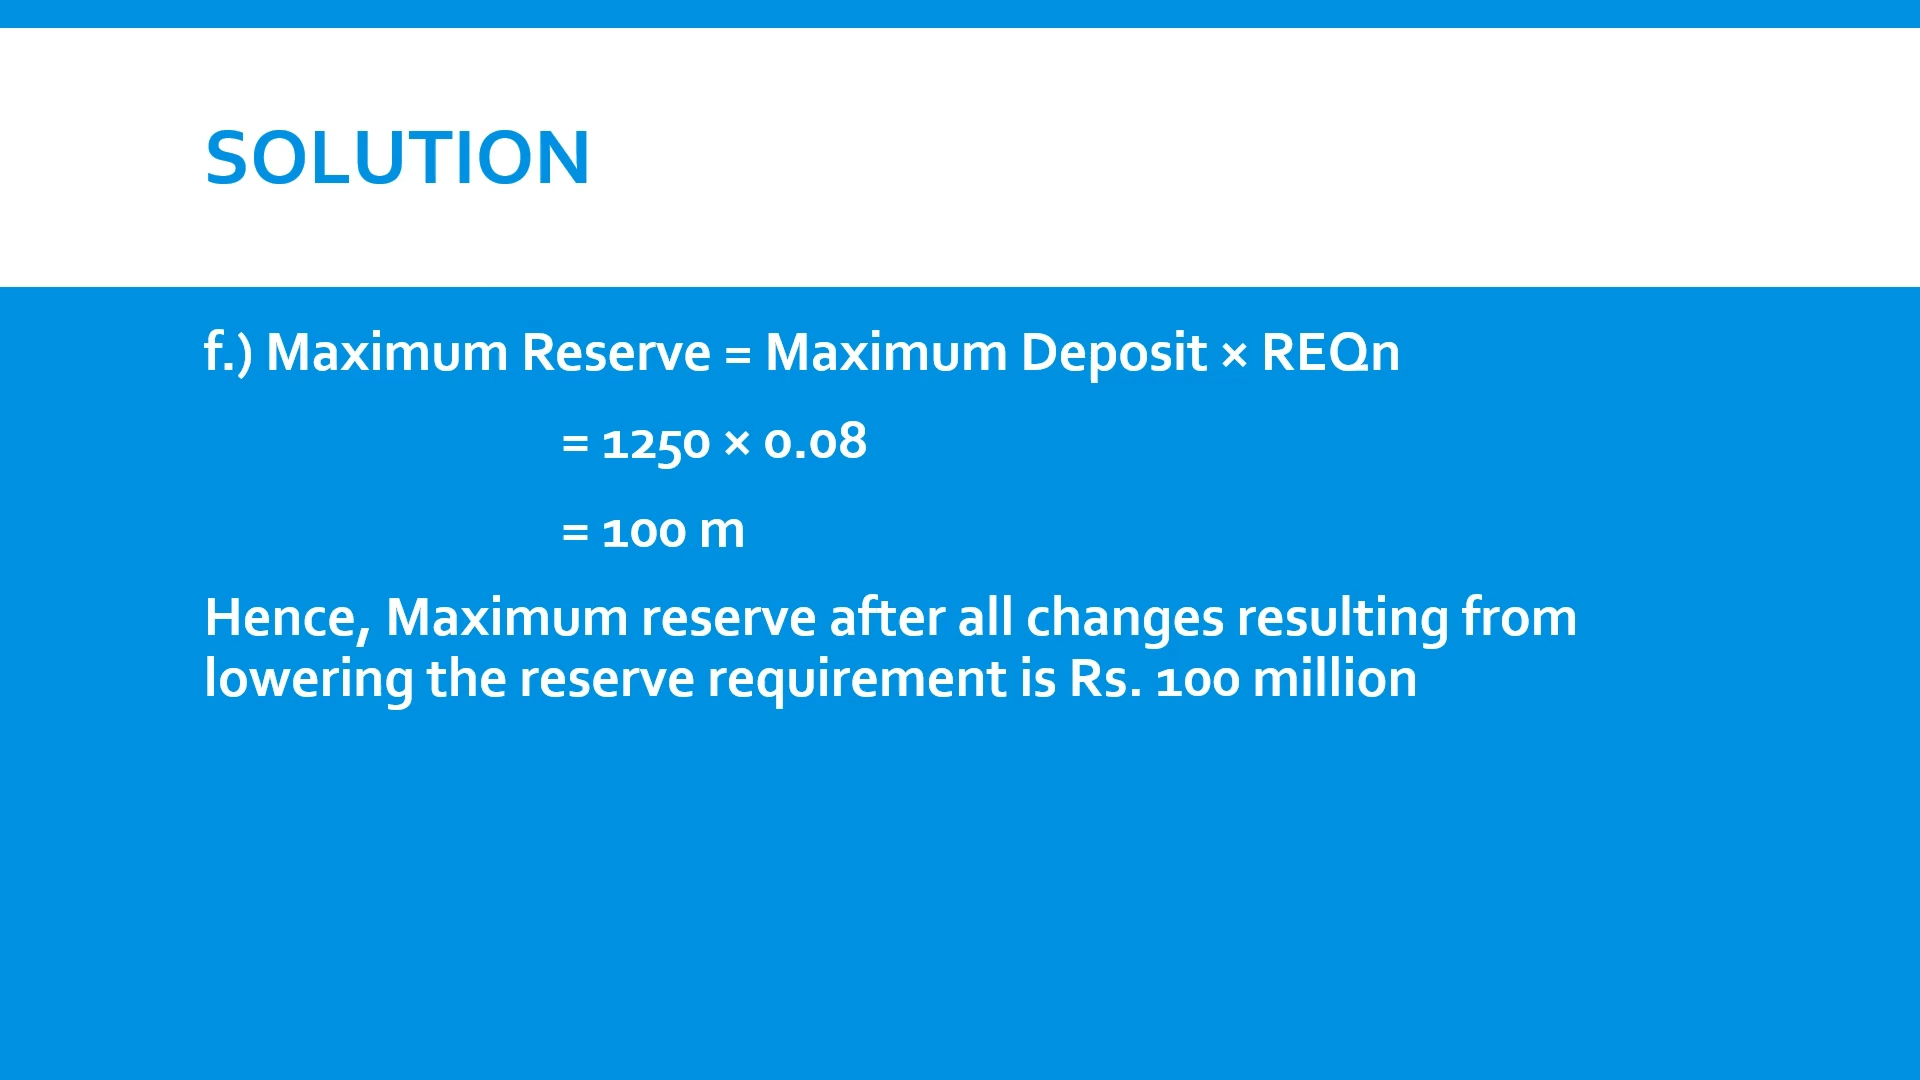 SOLUTION
f.) Maximum Reserve = Maximum Deposit × REQn
= 1250 × 0.08
= 100 m
Hence, Maximum reserve after all changes resulting from
lowering the reserve requirement is Rs. 100 million